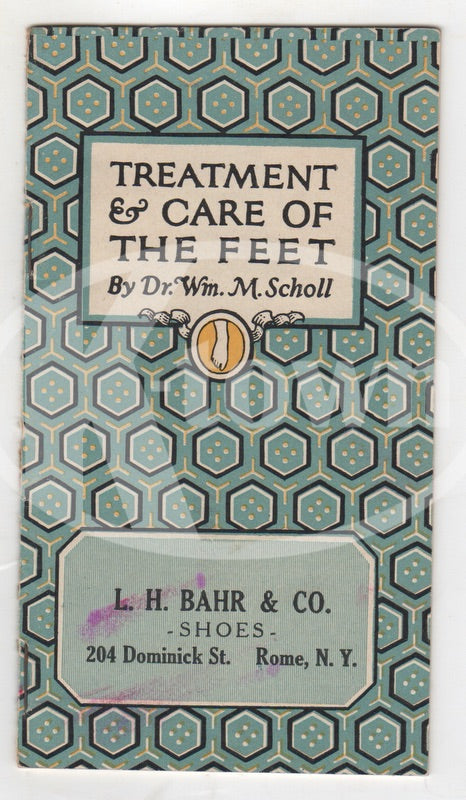 TREATMENT
& CARE OF
THE FEET
By Dr. Wm. M. Scholl
L. H. BAHR & CO.
- SHOES -
204 Dominick St. Rome, N. Y.